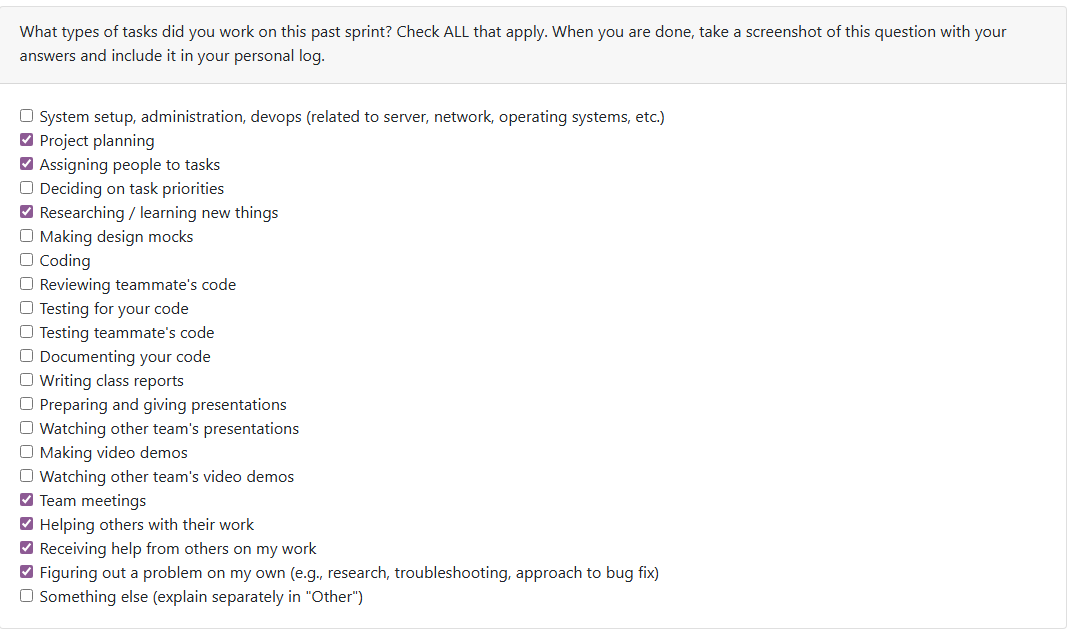 What types of tasks did you work on this past sprint? Check ALL that apply. When you are done, take a screenshot of this question with your
answers and include it in your personal log.
System setup, administration, devops (related to server, network, operating systems, etc.)
Project planning
Assigning people to tasks
Deciding on task priorities
Researching / learning new things
Making design mocks
Coding
Reviewing teammate's code
Testing for your code
Testing teammate's code
Documenting your code
Writing class reports
Preparing and giving presentations
Watching other team's presentations
Making video demos
Watching other team's video demos
Team meetings
Helping others with their work
Receiving help from others on my work
Figuring out a problem on my own (e.g., research, troubleshooting, approach to bug fix)
Something else (explain separately in "Other")